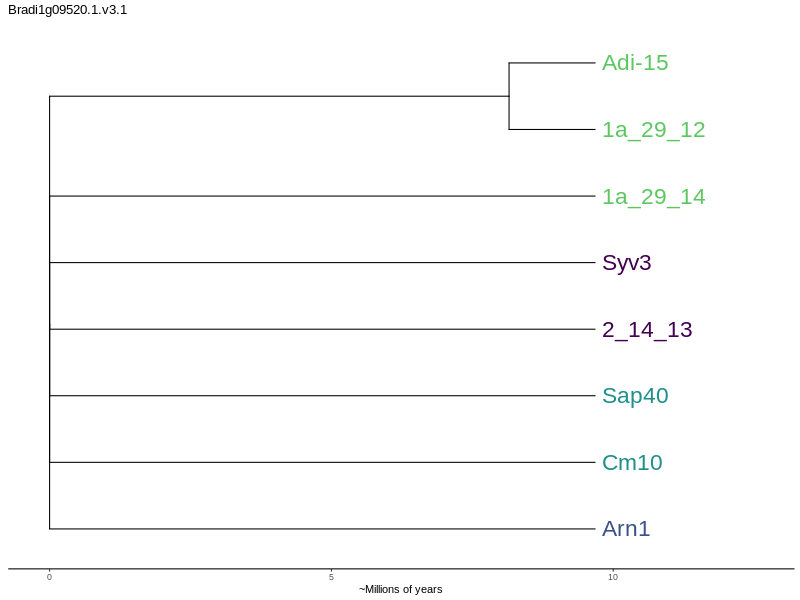 Bradi1g09520.1.v3.1
Adi-15
1a_29_12
1a_29_14
Syv3
2_14_13
Sap40
Cm10
Arn1
0 5 10
~Millions of years